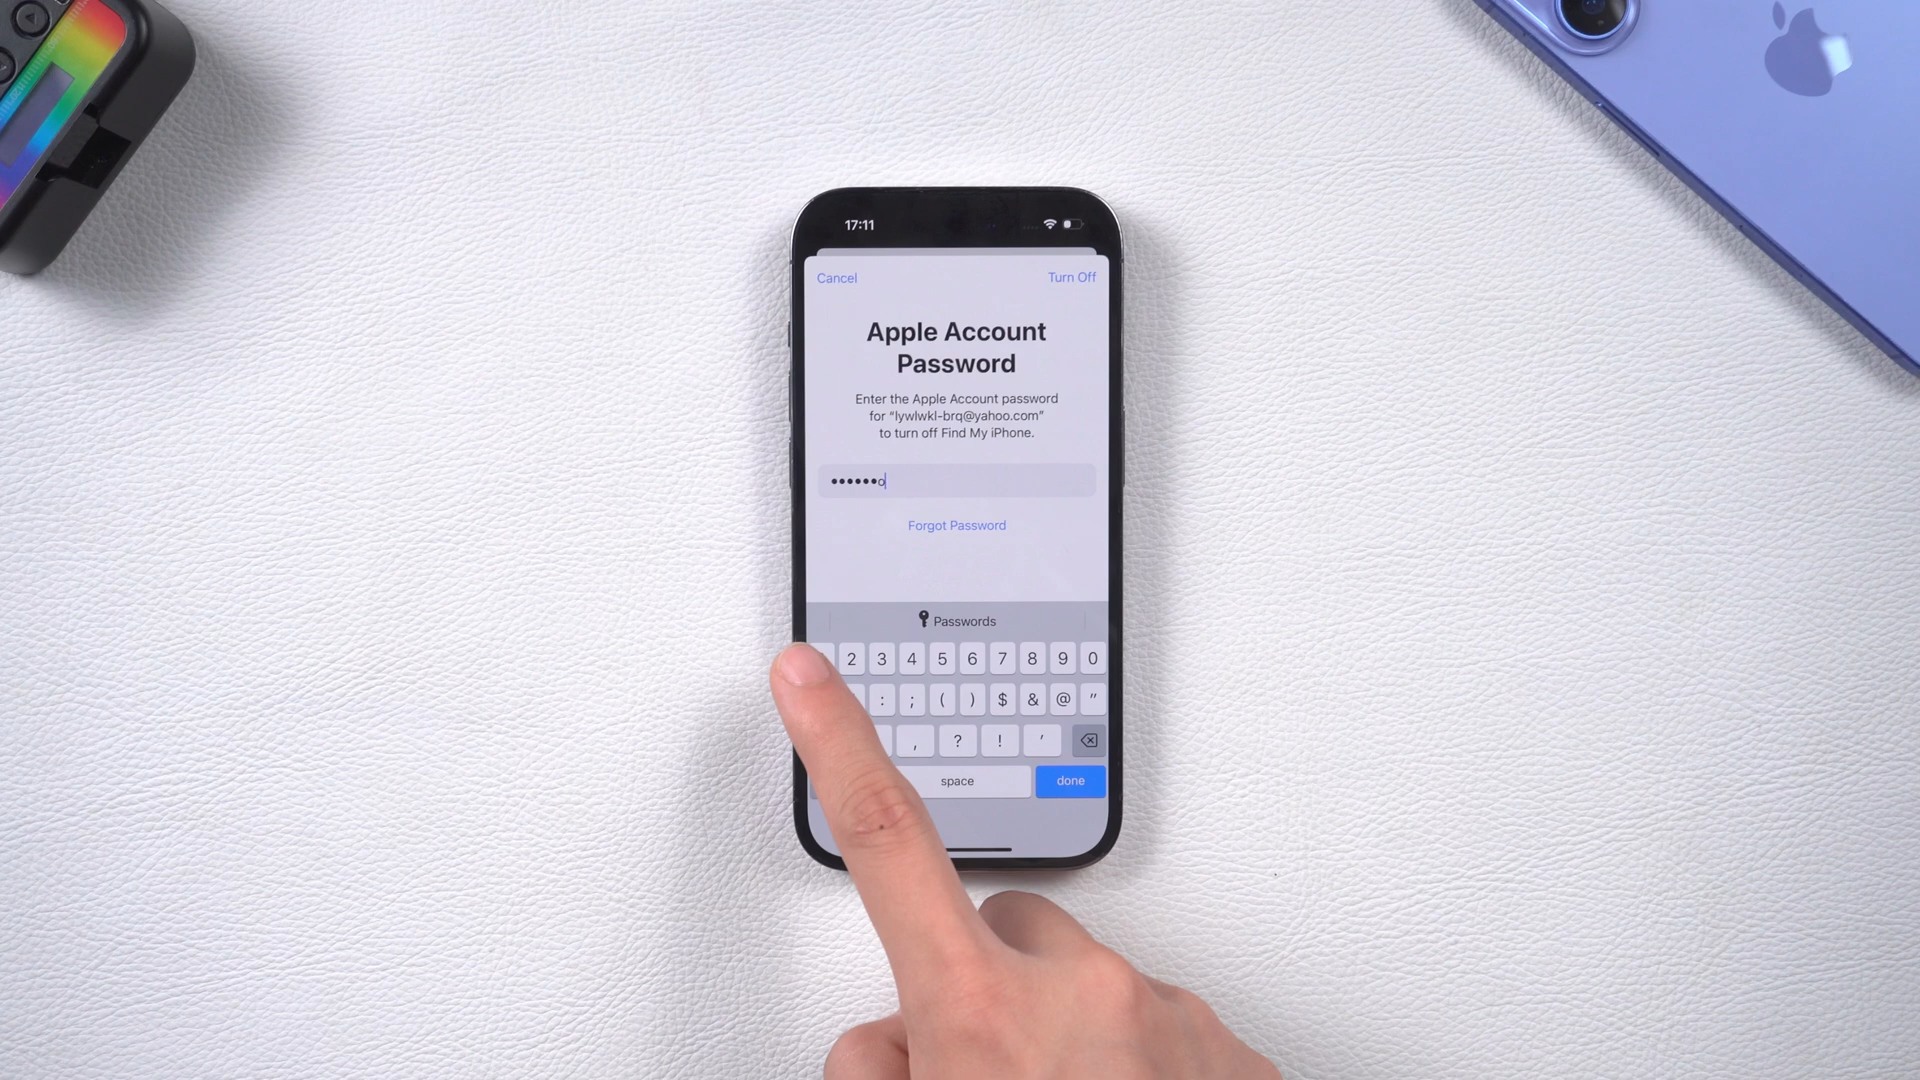 17:11
Cancel
Turn Off
Apple Account
Password
Enter the Apple Account password
for “lywlwkl-brq@yahoo.com”
to turn off Find My iPhone.
••••••o
Forgot Password
Passwords
2 3 4 5 6 7 8 9 0
: ; ( ) $ & @ "
, ? ! '
space
done